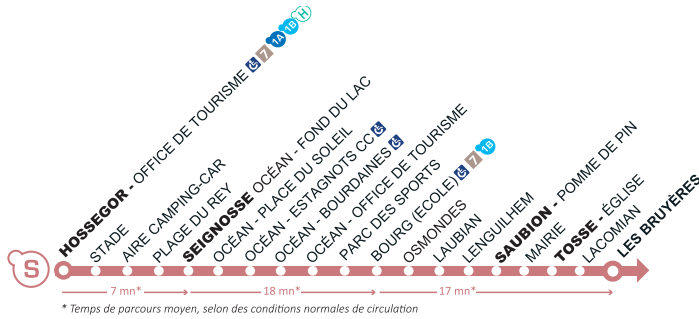 HOSSEGOR - OFFICE DE TOURISME 7 1A 1B H
STADE
AIRE CAMPING-CAR
PLAGE DU REY
SEIGNOSSE OCÉAN - FOND DU LAC
OCÉAN - PLACE DU SOLEIL
OCÉAN - ESTAGNOTS CC
OCÉAN - BOURDAINES
OCÉAN - OFFICE DE TOURISME
PARC DES SPORTS
BOURG (ECOLE) 7 1B
OSMONDES
LAUBIAN
LENGUILHEM
SAUBION - POMME DE PIN
MAIRIE
TOSSE - ÉGLISE
LACOMIAN
LES BRUYÈRES
S
7 mn* 18 mn* 17 mn*
* Temps de parcours moyen, selon des conditions normales de circulation